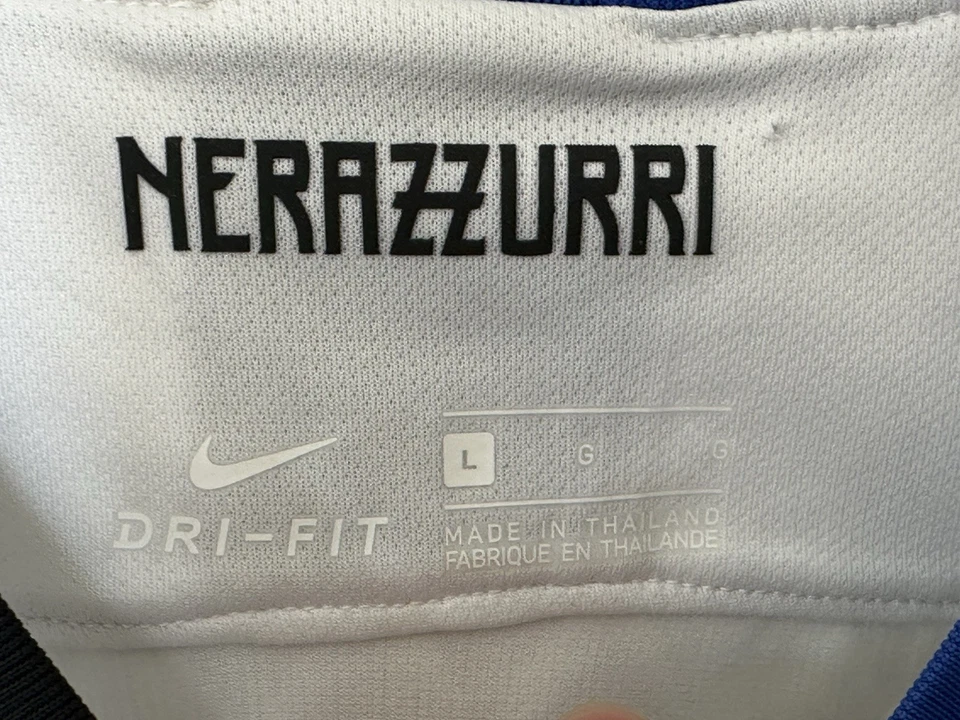 NERAZZURRI
L G G
DRI-FIT
MADE IN THAILAND
FABRIQUE EN THAILANDE